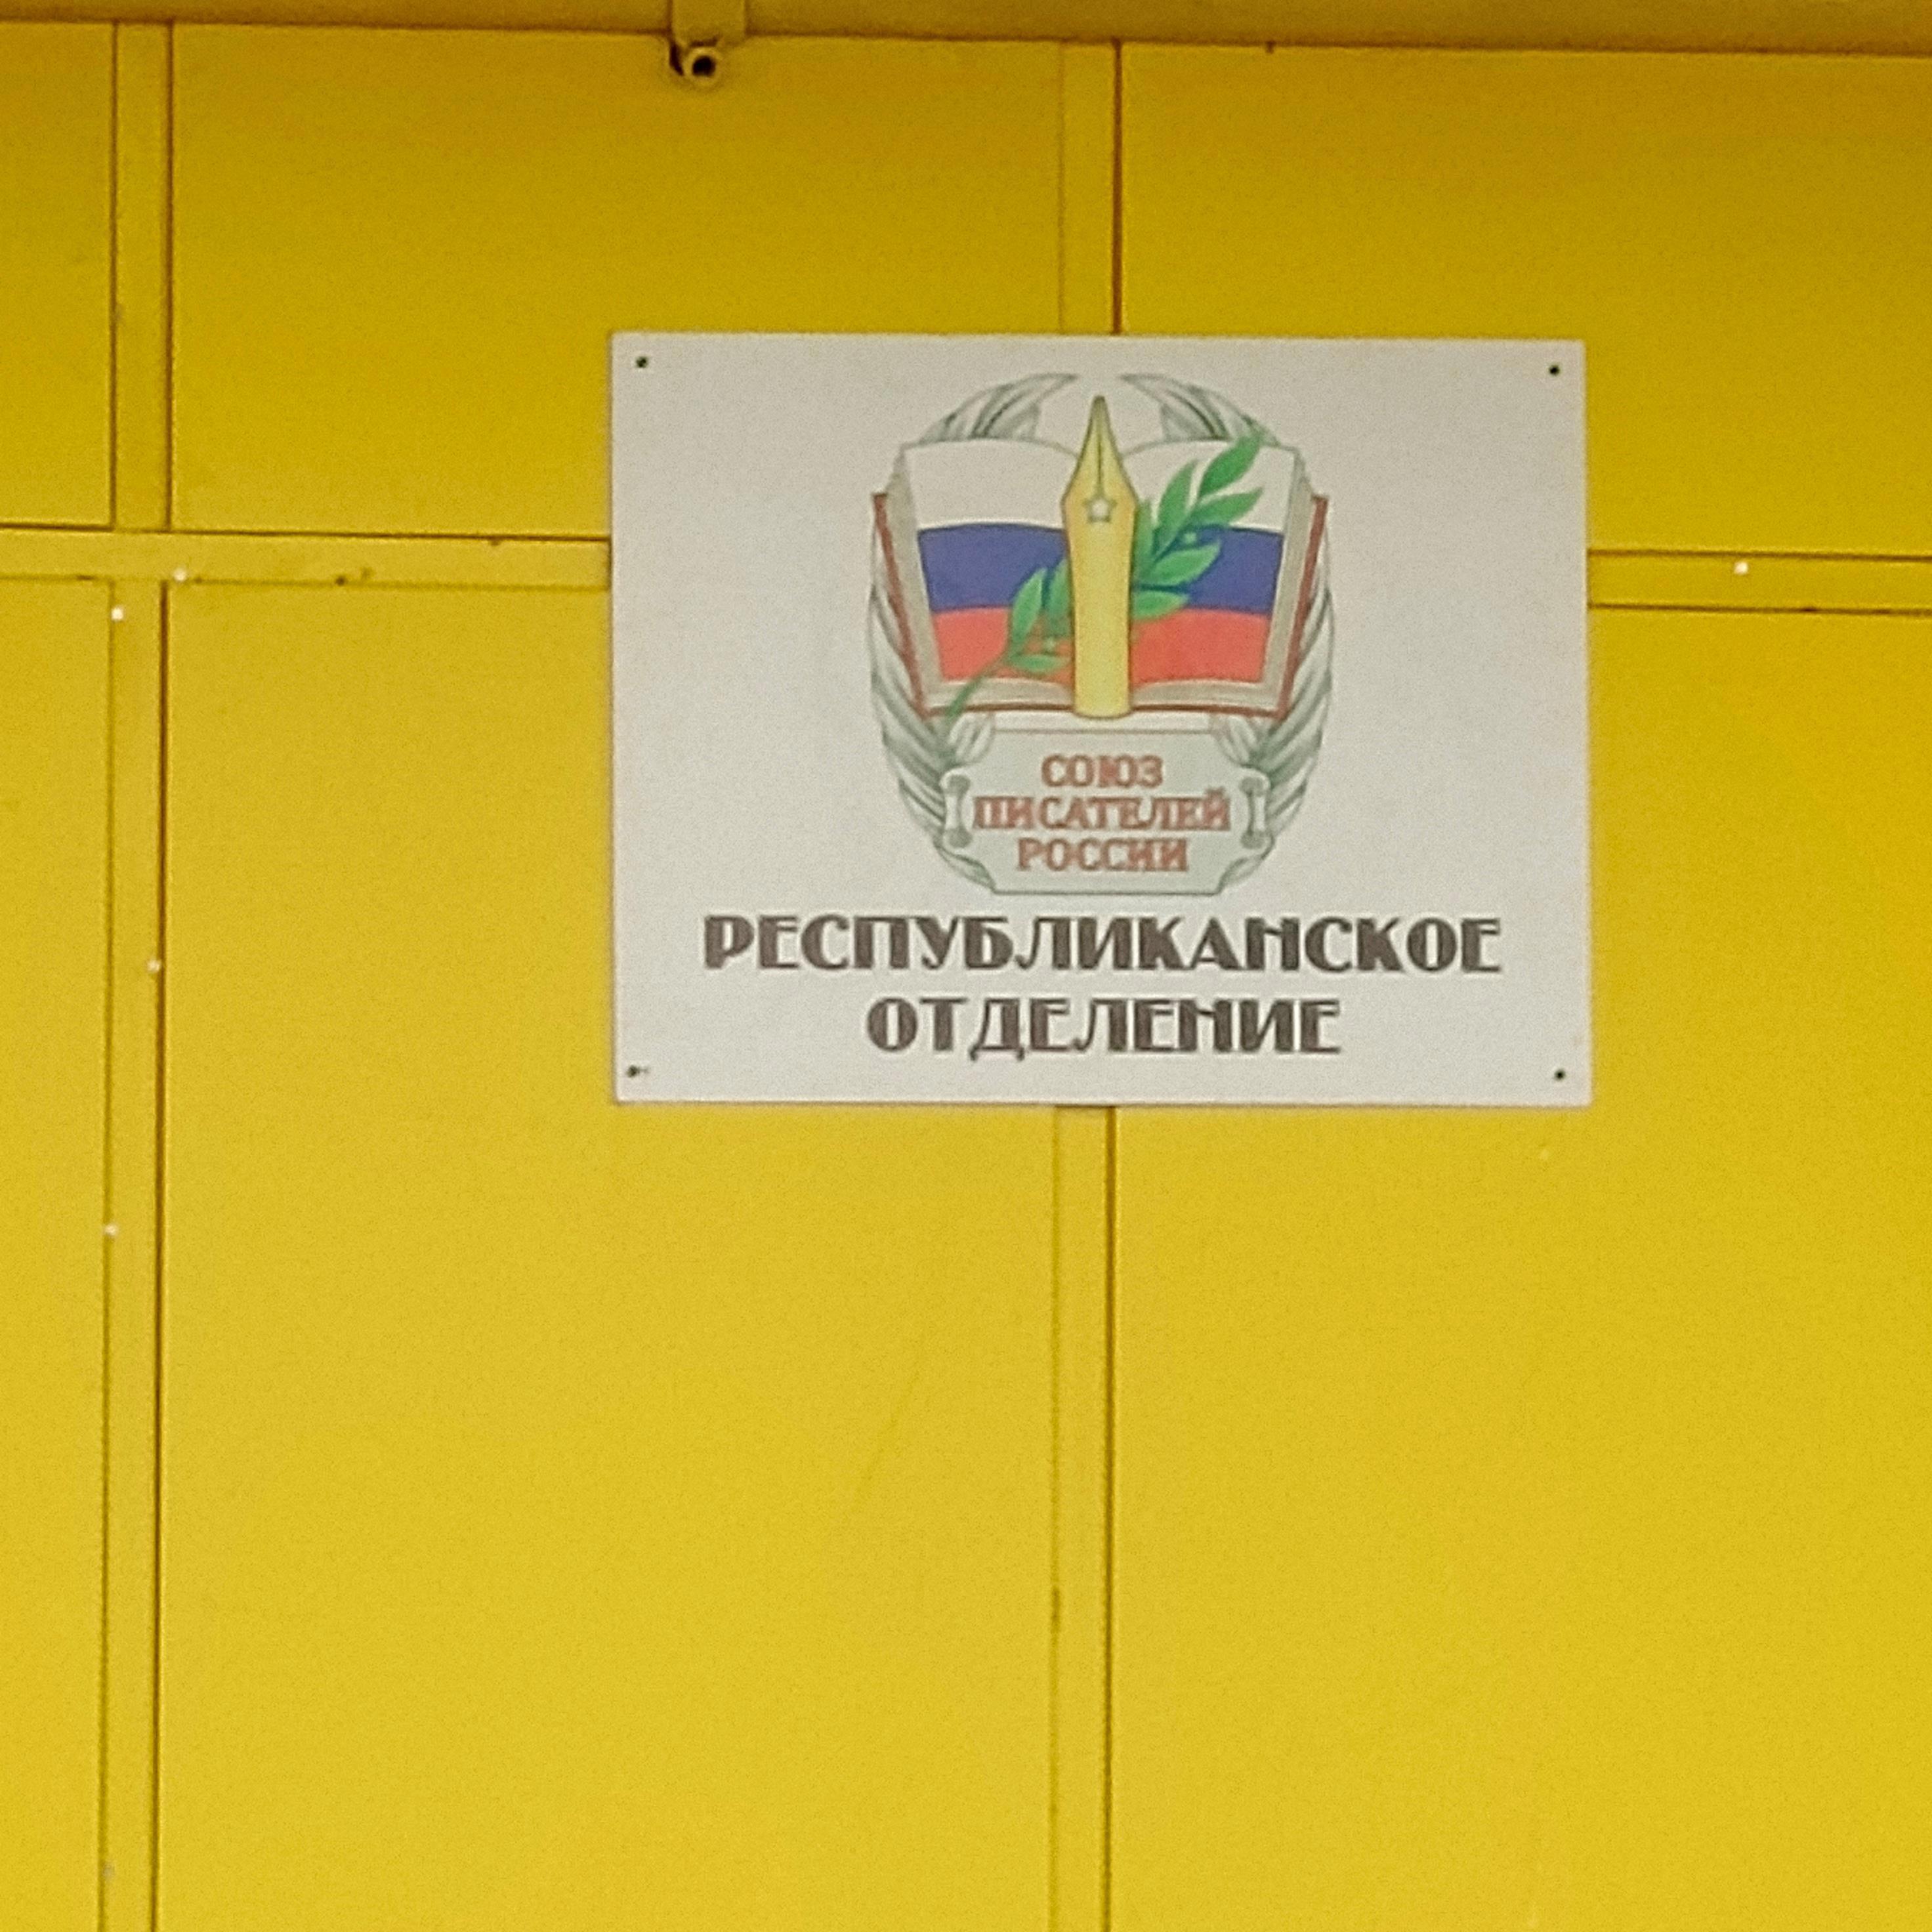 СОЮЗ
ПИСАТЕЛЕЙ
РОССИИ
РЕСПУБЛИКАНСКОЕ
ОТДЕЛЕНИЕ